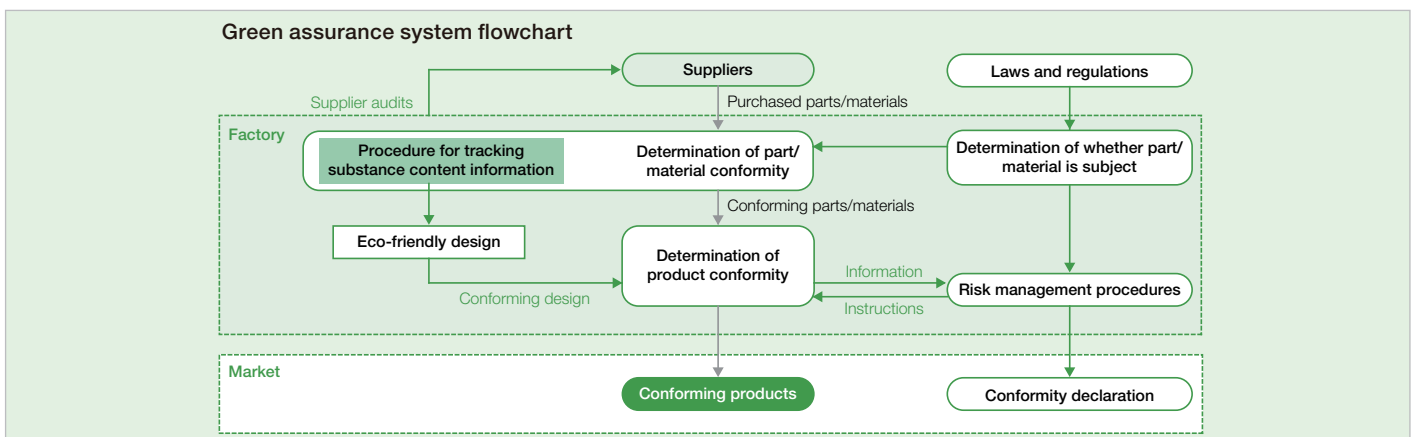 Green assurance system flowchart
Suppliers
Laws and regulations
Supplier audits
Purchased parts/materials
Factory
Procedure for tracking
substance content information
Determination of part/
material conformity
Determination of whether part/
material is subject
Conforming parts/materials
Eco-friendly design
Determination of
product conformity
Information
Conforming design
Instructions
Risk management procedures
Market
Conforming products
Conformity declaration